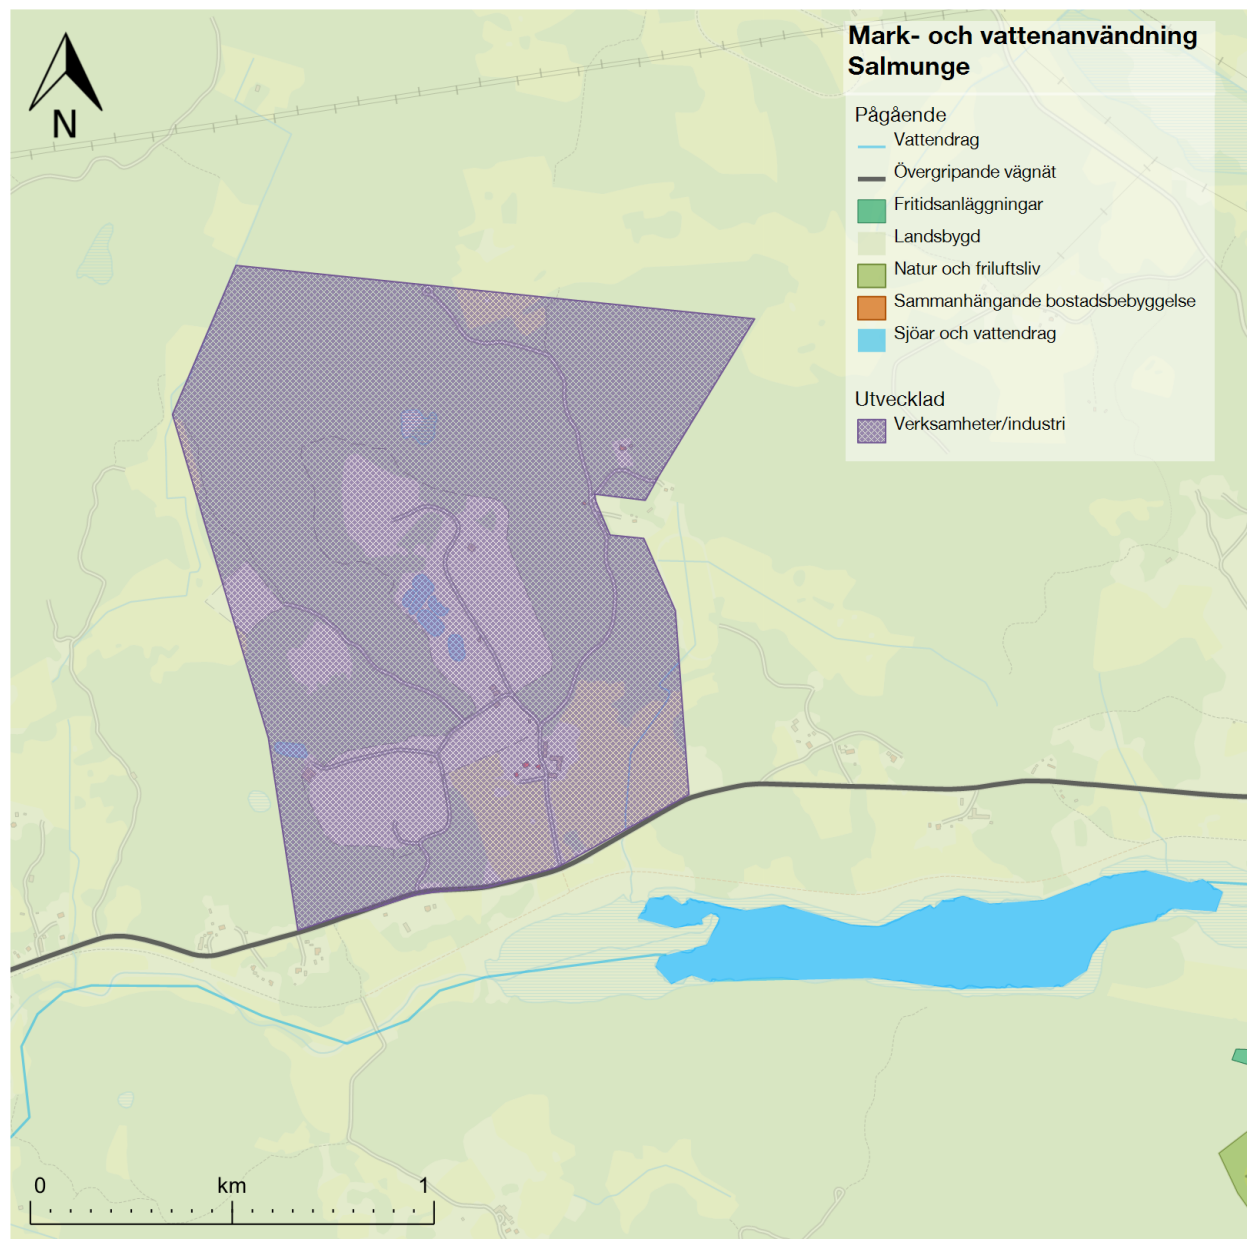 Mark- och vattenanvändning
Salmunge
Pågående
Vattendrag
Övergripande vägnät
Fritidsanläggningar
Landsbygd
Natur och friluftsliv
Sammanhängande bostadsbebyggelse
Sjöar och vattendrag
Utvecklad
Verksamheter/industri
N
0 km 1